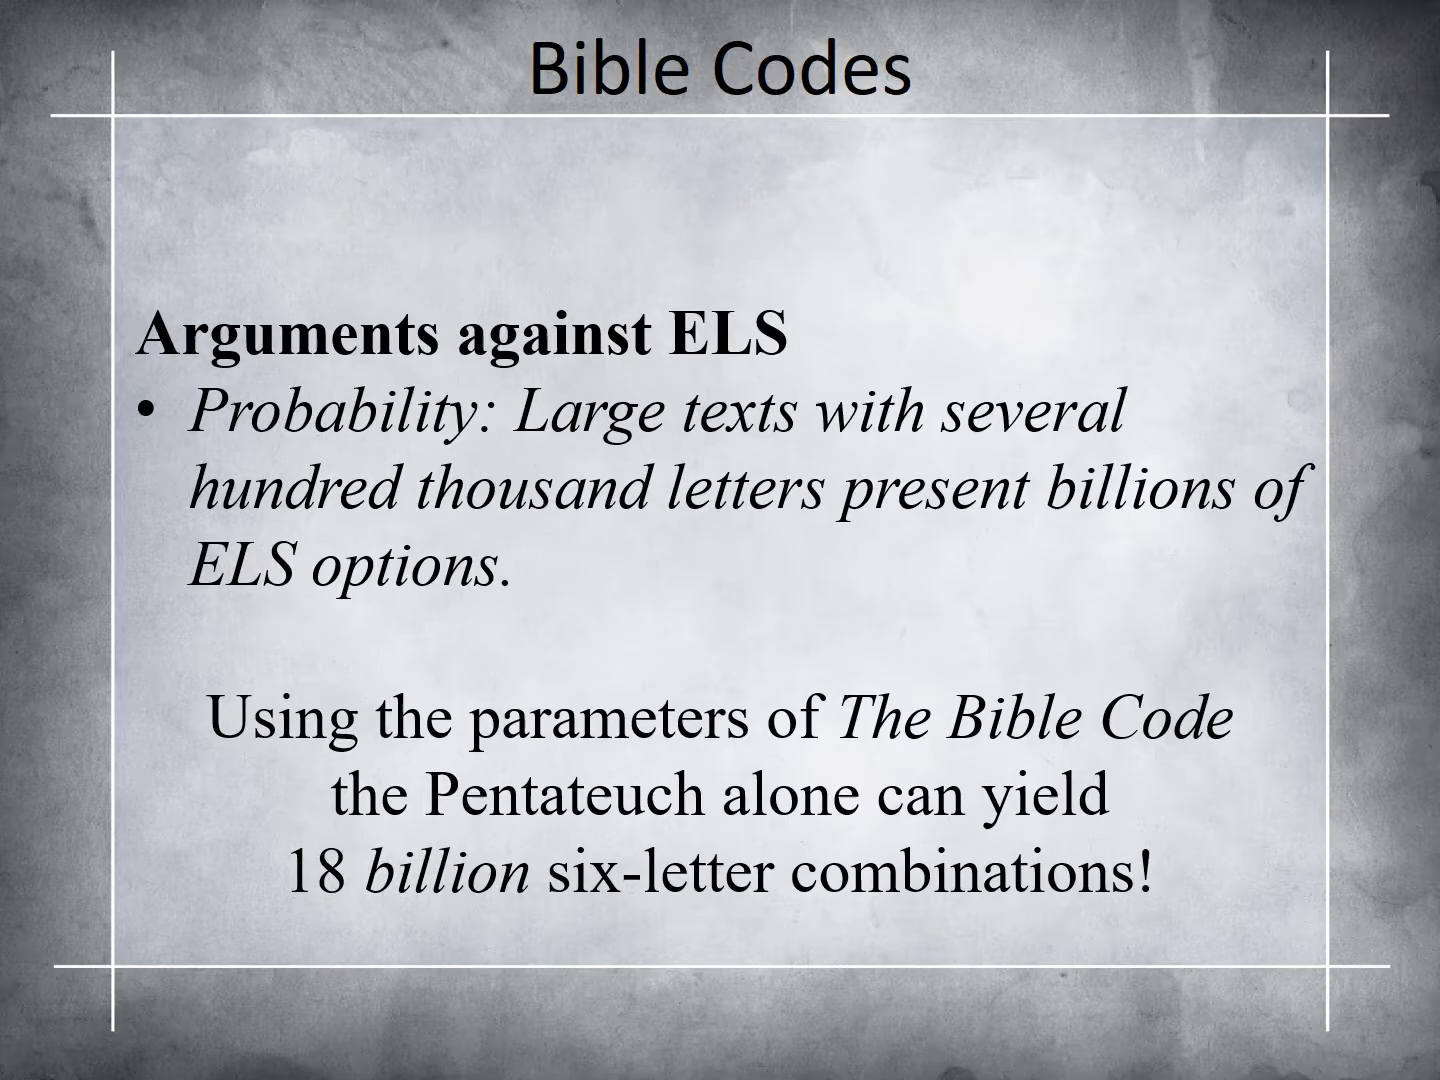 Bible Codes
Arguments against ELS
• Probability: Large texts with several
hundred thousand letters present billions of
ELS options.
Using the parameters of The Bible Code
the Pentateuch alone can yield
18 billion six-letter combinations!